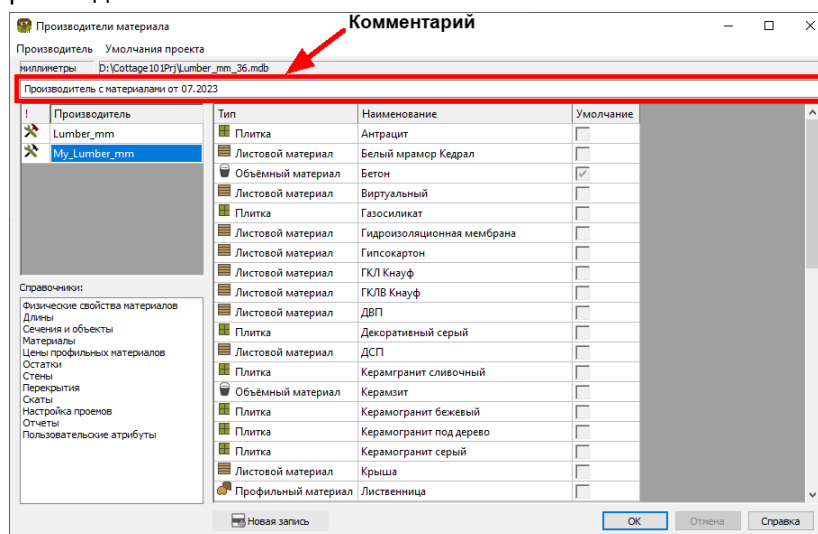 Комментарий
Производители материала
Производитель Умолчания проекта
миллиметры D:\Cottage101Prj\Lumber_mm_36.mdb
Производитель с материалами от 07.2023
! Производитель
Lumber_mm
My_Lumber_mm
Тип Наименование Умолчание
Плитка Антрацит
Листовой материал Белый мрамор Кедрал
Объёмный материал Бетон
Листовой материал Виртуальный
Плитка Газосиликат
Листовой материал Гидроизоляционная мембрана
Листовой материал Гипсокартон
Листовой материал ГКЛ Кнауф
Листовой материал ГКЛВ Кнауф
Листовой материал ДВП
Плитка Декоративный серый
Листовой материал ДСП
Плитка Керамгранит сливочный
Объёмный материал Керамзит
Плитка Керамогранит бежевый
Плитка Керамогранит под дерево
Плитка Керамогранит серый
Листовой материал Крыша
Профильный материал Лиственница
Справочники:
Физические свойства материалов
Длины
Сечения и объекты
Материалы
Цены профильных материалов
Остатки
Стены
Перекрытия
Скаты
Настройка проемов
Отчеты
Пользовательские атрибуты
Новая запись
OK Отмена Справка